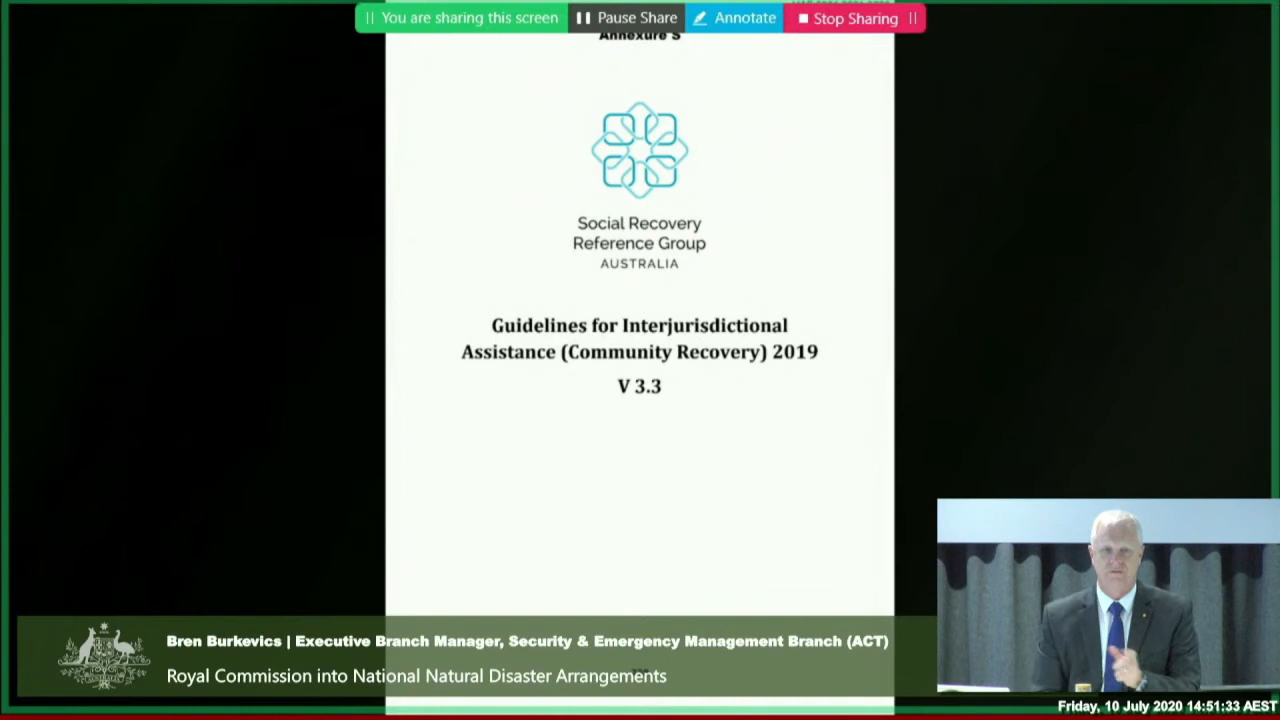 You are sharing this screen
Pause Share
Annotate
Stop Sharing
Annexure S
Social Recovery
Reference Group
AUSTRALIA
Guidelines for Interjurisdictional
Assistance (Community Recovery) 2019
V 3.3
Bren Burkevics | Executive Branch Manager, Security & Emergency Management Branch (ACT)
Royal Commission into National Natural Disaster Arrangements
Friday, 10 July 2020 14:51:33 AEST